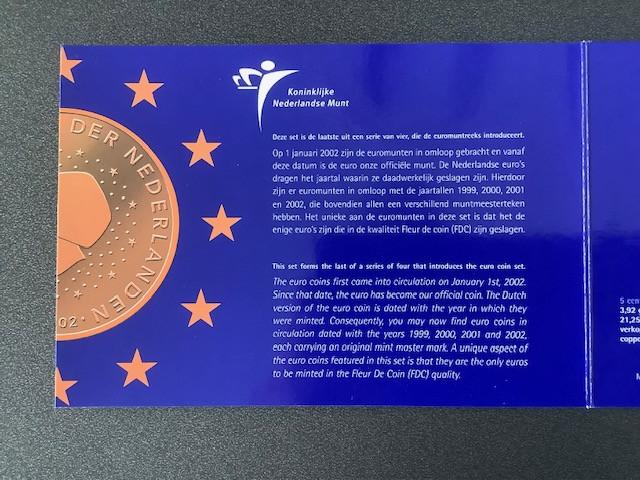 Koninklijke
Nederlandse Munt
Deze set is de laatste uit een serie van vier, die de euromuntreeks introduceert.
Op 1 januari 2002 zijn de euromunten in omloop gebracht en vanaf
deze datum is de euro onze officiële munt. De Nederlandse euro's
dragen het jaartal waarin ze daadwerkelijk geslagen zijn. Hierdoor
zijn er euromunten in omloop met de jaartallen 1999, 2000, 2001
en 2002, die bovendien allen een verschillend muntmeesterteken
hebben. Het unieke aan de euromunten in deze set is dat het de
enige euro's zijn die in de kwaliteit Fleur de coin (FDC) zijn geslagen.
This set forms the last of a series of four that introduces the euro coin set.
The euro coins first came into circulation on January 1st, 2002.
Since that date, the euro has become our official coin. The Dutch
version of the euro coin is dated with the year in which they
were minted. Consequently, you may now find euro coins in
circulation dated with the years 1999, 2000, 2001 and 2002,
each carrying an original mint master mark. A unique aspect of
the euro coins featured in this set is that they are the only euros
to be minted in the Fleur De Coin (FDC) quality.
DER NEDERLANDEN
02
5 cen
3,92 g
21,25
verko
coppe
M